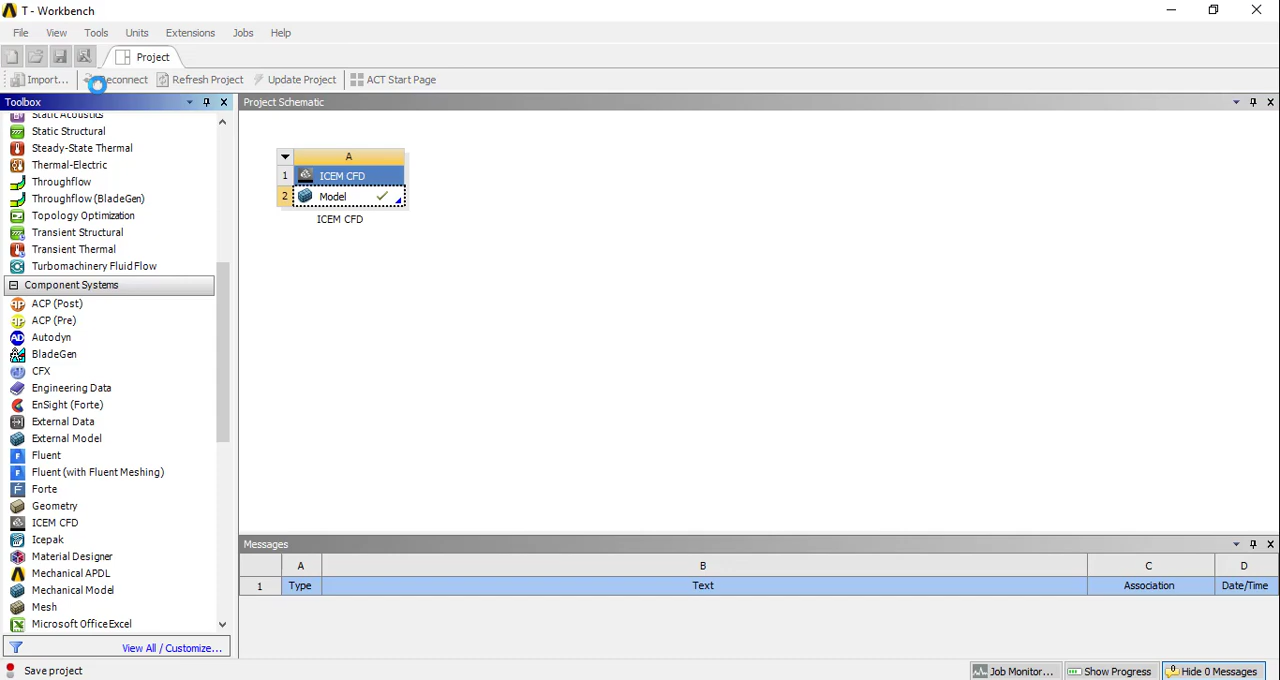 T - Workbench
File View Tools Units Extensions Jobs Help
Project
Import... Reconnect Refresh Project Update Project ACT Start Page
Toolbox
Static Acoustics
Static Structural
Steady-State Thermal
Thermal-Electric
Throughflow
Throughflow (BladeGen)
Topology Optimization
Transient Structural
Transient Thermal
Turbomachinery Fluid Flow
Component Systems
ACP (Post)
ACP (Pre)
Autodyn
BladeGen
CFX
Engineering Data
EnSight (Forte)
External Data
External Model
Fluent
Fluent (with Fluent Meshing)
Forte
Geometry
ICEM CFD
Icepak
Material Designer
Mechanical APDL
Mechanical Model
Mesh
Microsoft Office Excel
View All / Customize...
Project Schematic
A
1 ICEM CFD
2 Model
ICEM CFD
Messages
A B C D
1 Type Text Association Date/Time
Save project
Job Monitor... Show Progress Hide 0 Messages